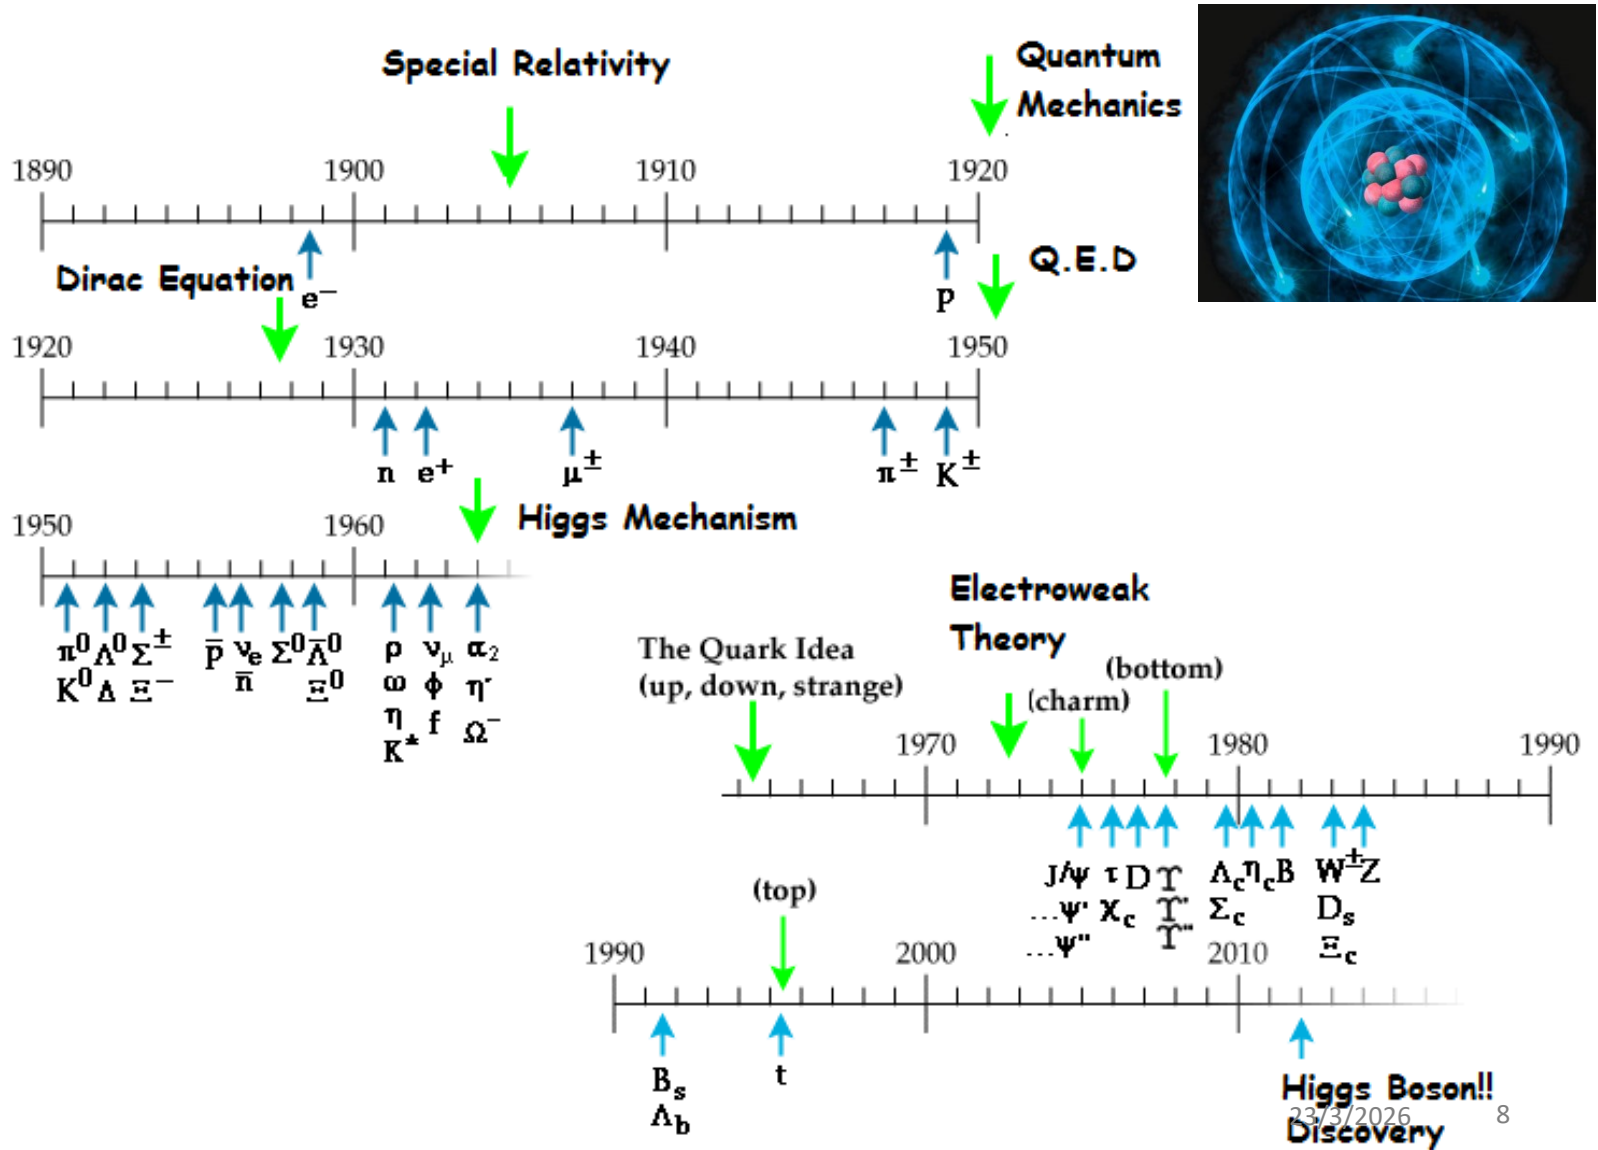 Special Relativity
Quantum
Mechanics
1890 1900 1910 1920
e⁻ p
Dirac Equation
Q.E.D
1920 1930 1940 1950
n e⁺ μ± π± K±
Higgs Mechanism
1950 1960
π⁰ Λ⁰ Σ± p̅ νₑ Σ⁰ Λ̅⁰ ρ ν_μ α₂
K⁰ Δ Ξ⁻ n̅ Ξ⁰ ω ϕ η'
η f Ω⁻
K*
Electroweak
Theory
The Quark Idea
(up, down, strange)
(bottom)
(charm)
1970 1980 1990
J/ψ τ D ϒ Λc ηc B W± Z
...ψ' χc ϒ' Σc Ds
...ψ'' ϒ'' Ξc
(top)
1990 2000 2010
Bs t
Λb
Higgs Boson!!
Discovery
23/3/2026 8